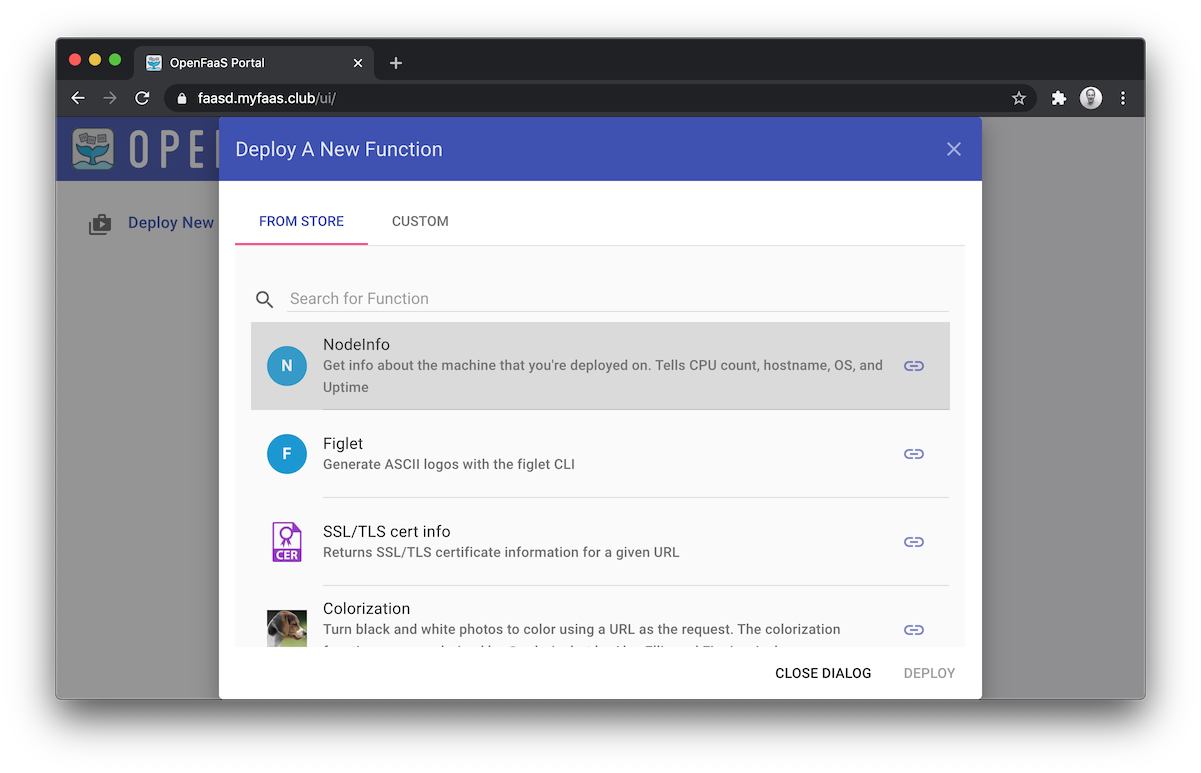 OpenFaaS Portal
faasd.myfaas.club/ui/
OPE
Deploy A New Function
Deploy New
FROM STORE
CUSTOM
Search for Function
N
NodeInfo
Get info about the machine that you're deployed on. Tells CPU count, hostname, OS, and
Uptime
F
Figlet
Generate ASCII logos with the figlet CLI
CER
SSL/TLS cert info
Returns SSL/TLS certificate information for a given URL
Colorization
Turn black and white photos to color using a URL as the request. The colorization
CLOSE DIALOG
DEPLOY